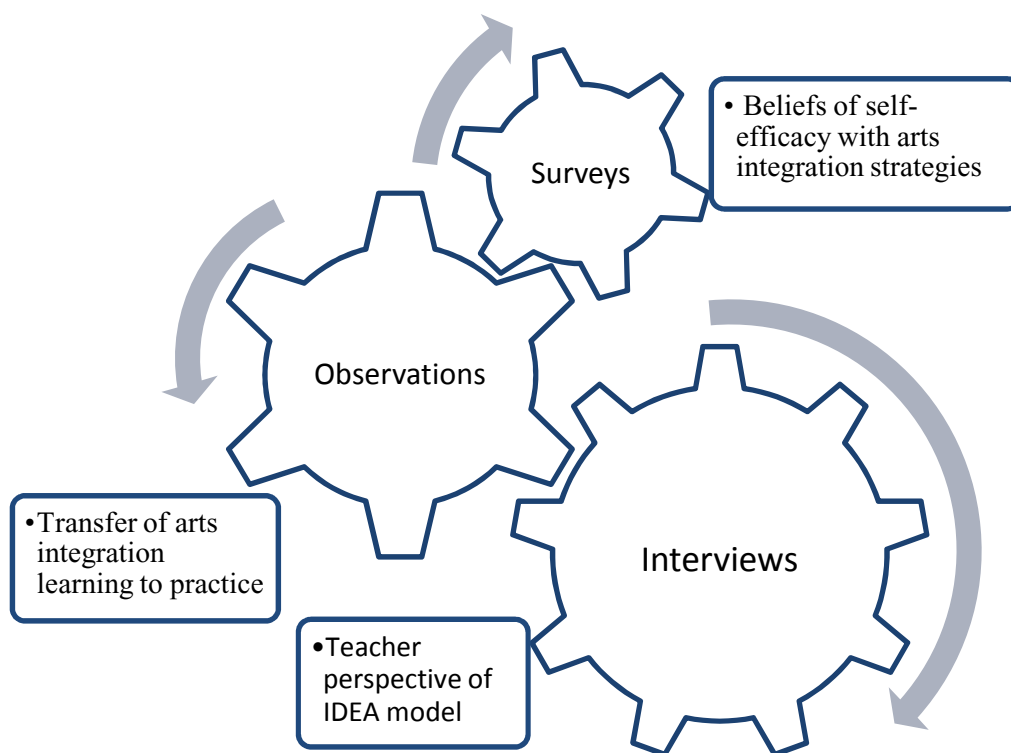 Surveys
• Beliefs of self-
efficacy with arts
integration strategies
Observations
•Transfer of arts
integration
learning to practice
Interviews
•Teacher
perspective of
IDEA model